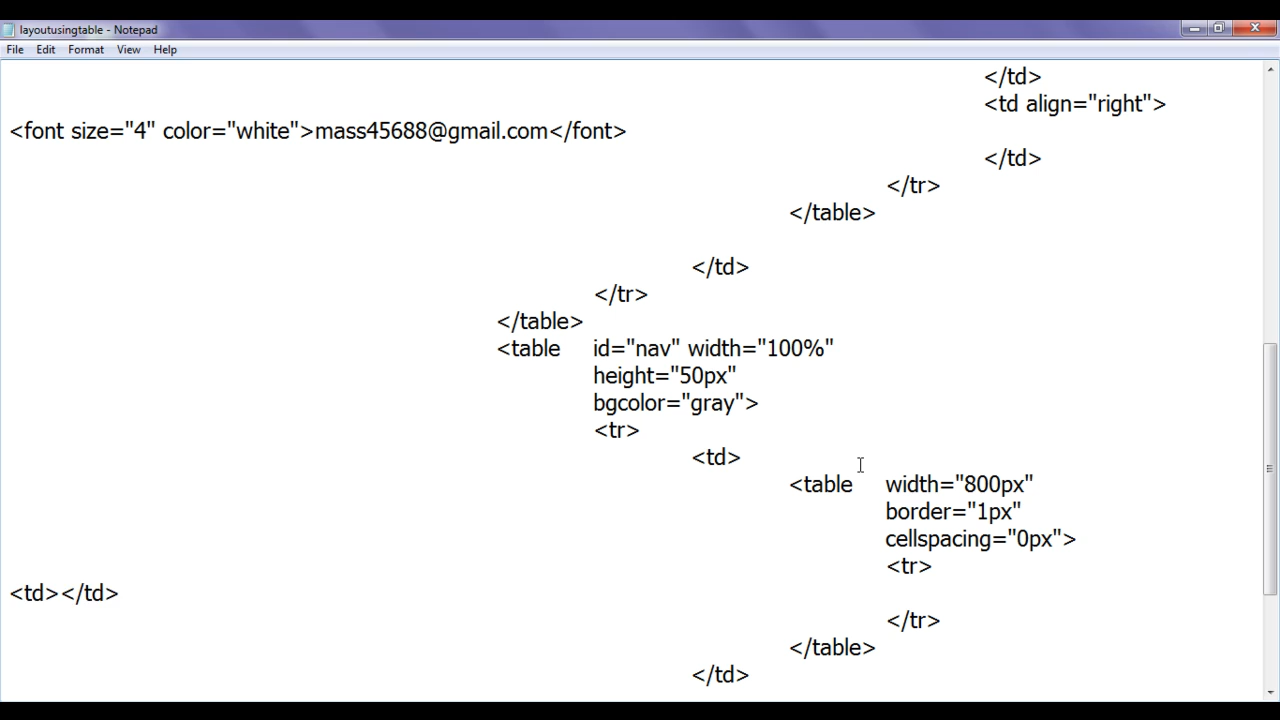 layoutusingtable - Notepad
File Edit Format View Help
</td>
<td align="right">
<font size="4" color="white">mass45688@gmail.com</font>
</td>
</tr>
</table>
</td>
</tr>
</table>
<table id="nav" width="100%"
height="50px"
bgcolor="gray">
<tr>
<td>
<table width="800px"
border="1px"
cellspacing="0px">
<tr>
<td></td>
</tr>
</table>
</td>